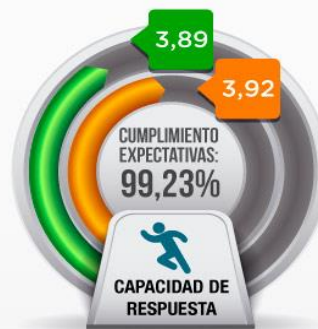 3,89
3,92
CUMPLIMIENTO
EXPECTATIVAS:
99,23%
CAPACIDAD DE
RESPUESTA